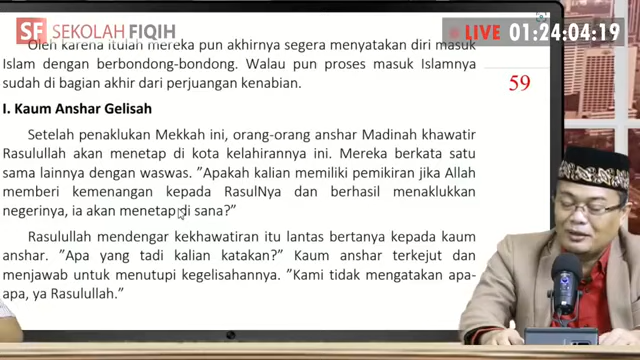 SF SEKOLAH FIQIH
LIVE 01:24:04:19
Oleh karena itulah mereka pun akhirnya segera menyatakan diri masuk
Islam dengan berbondong-bondong. Walau pun proses masuk Islamnya
sudah di bagian akhir dari perjuangan kenabian.
59
I. Kaum Anshar Gelisah
Setelah penaklukan Mekkah ini, orang-orang anshar Madinah khawatir
Rasulullah akan menetap di kota kelahirannya ini. Mereka berkata satu
sama lainnya dengan waswas. ”Apakah kalian memiliki pemikiran jika Allah
memberi kemenangan kepada RasulNya dan berhasil menaklukkan
negerinya, ia akan menetap di sana?”
Rasulullah mendengar kekhawatiran itu lantas bertanya kepada kaum
anshar. ”Apa yang tadi kalian katakan?” Kaum anshar terkejut dan
menjawab untuk menutupi kegelisahannya. ”Kami tidak mengatakan apa-
apa, ya Rasulullah.”